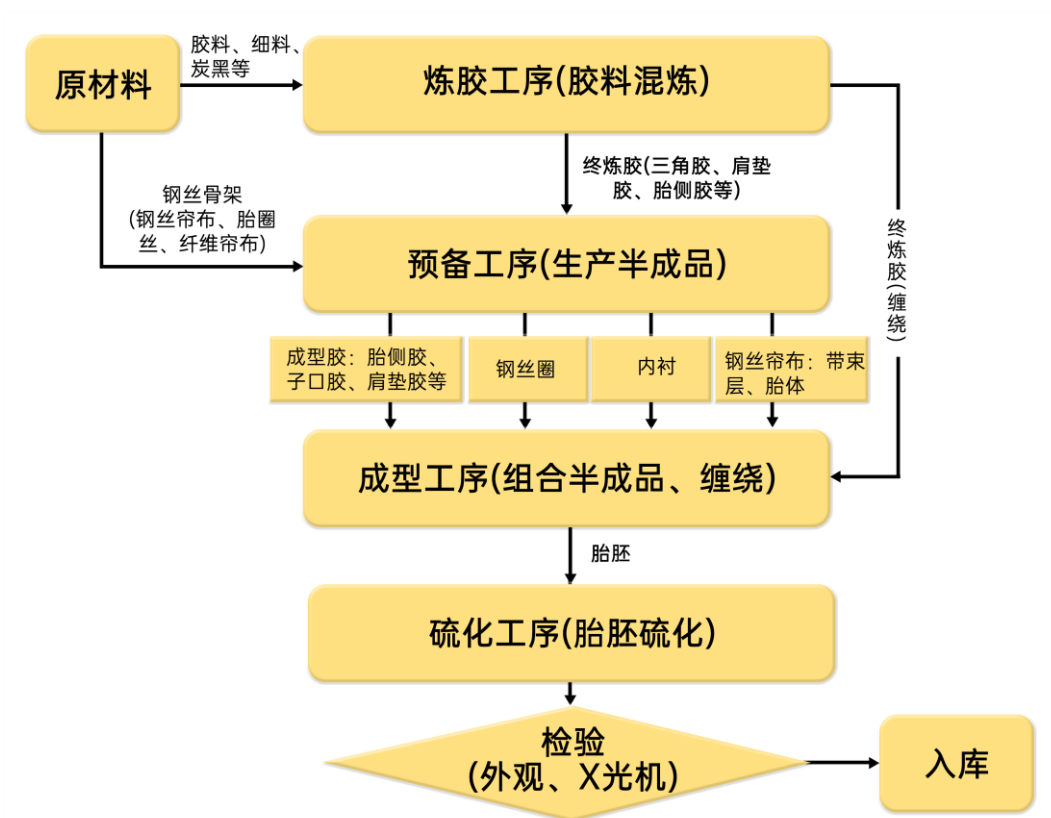 原材料
胶料、细料、
炭黑等
炼胶工序(胶料混炼)
终炼胶(三角胶、肩垫
胶、胎侧胶等)
钢丝骨架
(钢丝帘布、胎圈
丝、纤维帘布)
终炼胶(缠绕)
预备工序(生产半成品)
成型胶：胎侧胶、
子口胶、肩垫胶等
钢丝圈
内衬
钢丝帘布：带束
层、胎体
成型工序(组合半成品、缠绕)
胎胚
硫化工序(胎胚硫化)
检验
(外观、X光机)
入库